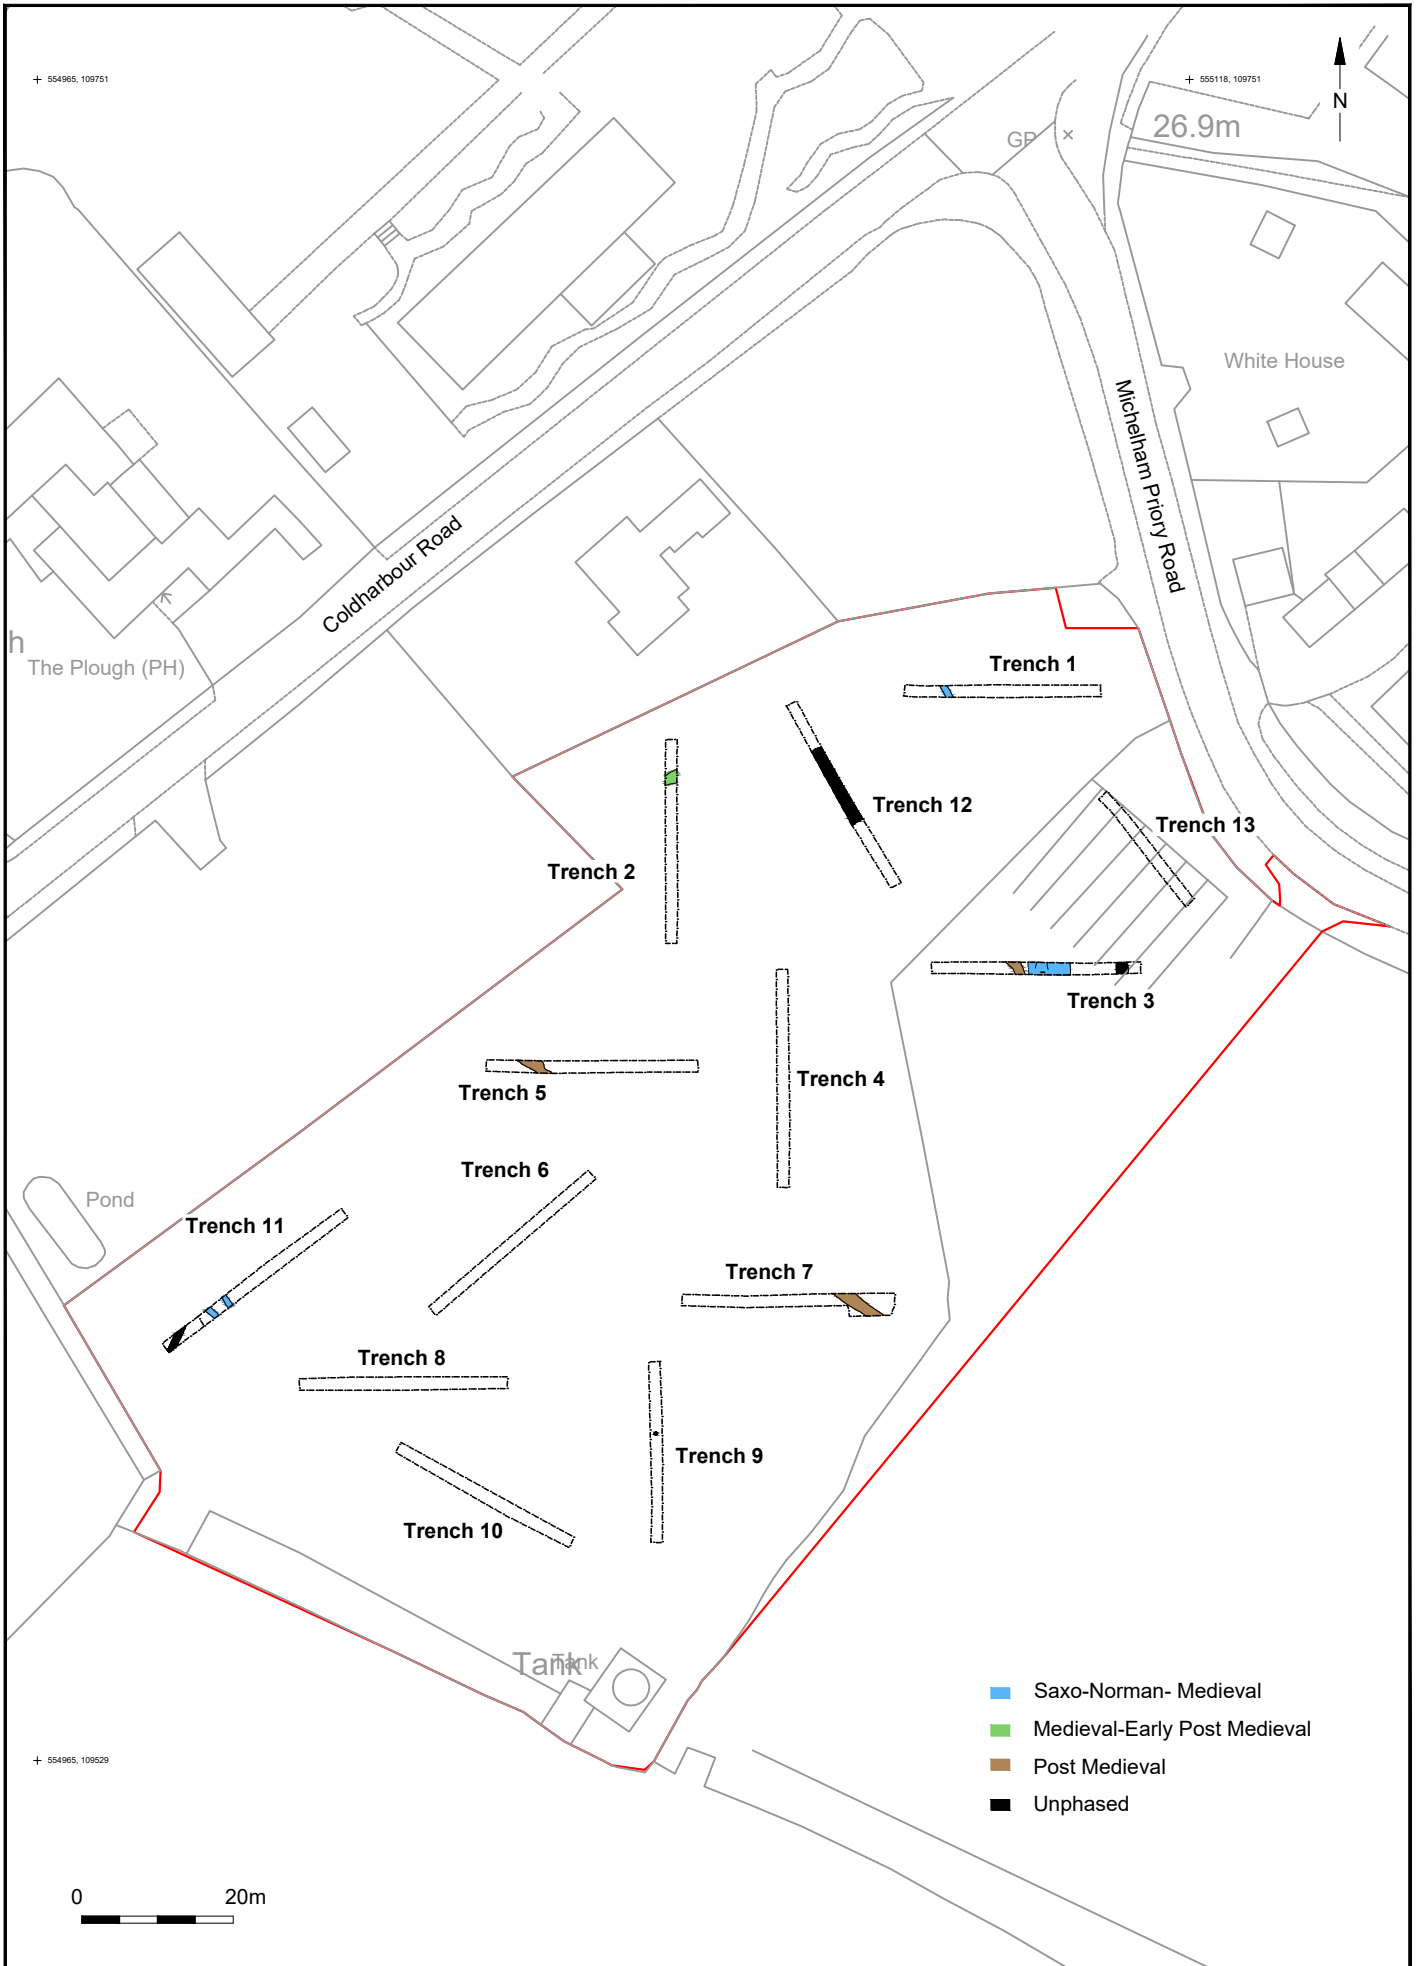 554965, 109751
555118, 109751
N
26.9m
GP
White House
Michelham Priory Road
Coldharbour Road
h
The Plough (PH)
Trench 1
Trench 12
Trench 13
Trench 2
Trench 3
Trench 4
Trench 5
Trench 6
Pond
Trench 11
Trench 7
Trench 8
Trench 9
Trench 10
Tank
Tank
Saxo-Norman- Medieval
Medieval-Early Post Medieval
Post Medieval
Unphased
554965, 109529
0 20m